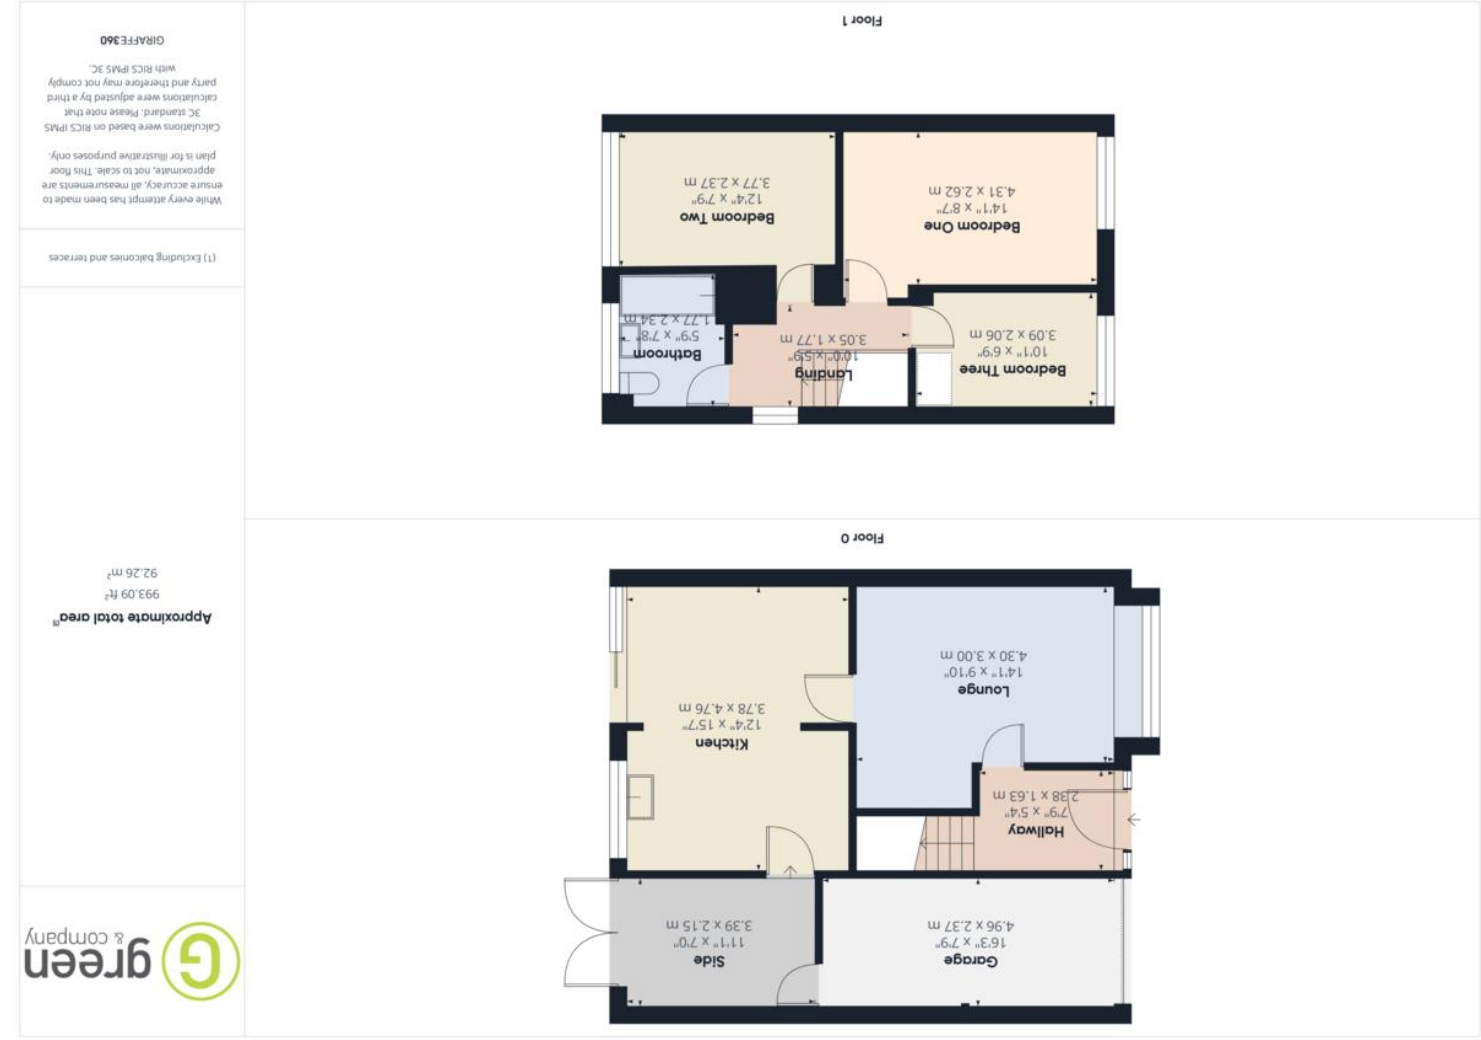 Garage
16'3" x 7'9"
4.96 x 2.37 m
Side
11'1" x 7'0"
3.39 x 2.15 m
Hallway
7'9" x 5'4"
2.38 x 1.63 m
Kitchen
12'4" x 15'7"
3.78 x 4.76 m
Lounge
14'1" x 9'10"
4.30 x 3.00 m
Floor 0
Bedroom Three
10'1" x 6'9"
3.09 x 2.06 m
Landing
10'0" x 5'9"
3.05 x 1.77 m
Bathroom
5'9" x 7'8"
1.77 x 2.34 m
Bedroom One
14'1" x 8'7"
4.31 x 2.62 m
Bedroom Two
12'4" x 7'9"
3.77 x 2.37 m
Floor 1
G green
& company
Approximate total area⁽¹⁾
993.09 ft²
92.26 m²
(1) Excluding balconies and terraces
While every attempt has been made to
ensure accuracy, all measurements are
approximate, not to scale. This floor
plan is for illustrative purposes only.
Calculations were based on RICS IPMS
3C standard. Please note that
calculations were adjusted by a third
party and therefore may not comply
with RICS IPMS 3C.
GIRAFFE360